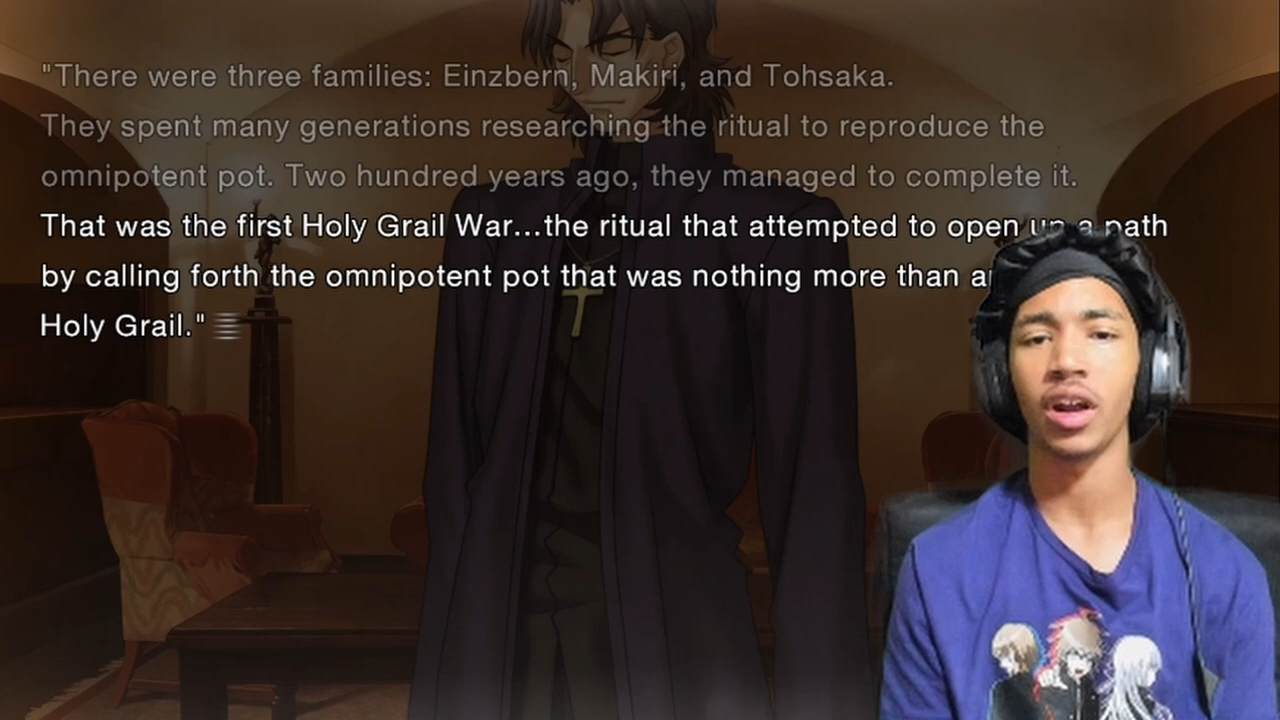 "There were three families: Einzbern, Makiri, and Tohsaka.
They spent many generations researching the ritual to reproduce the
omnipotent pot. Two hundred years ago, they managed to complete it.
That was the first Holy Grail War...the ritual that attempted to open up a path
by calling forth the omnipotent pot that was nothing more than a
Holy Grail."